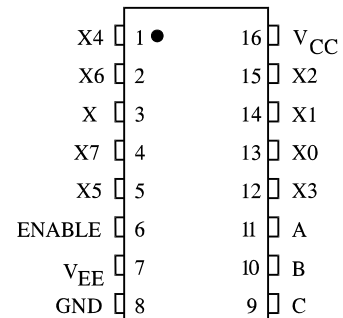 X4 1 16 VCC
X6 2 15 X2
X 3 14 X1
X7 4 13 X0
X5 5 12 X3
ENABLE 6 11 A
VEE 7 10 B
GND 8 9 C